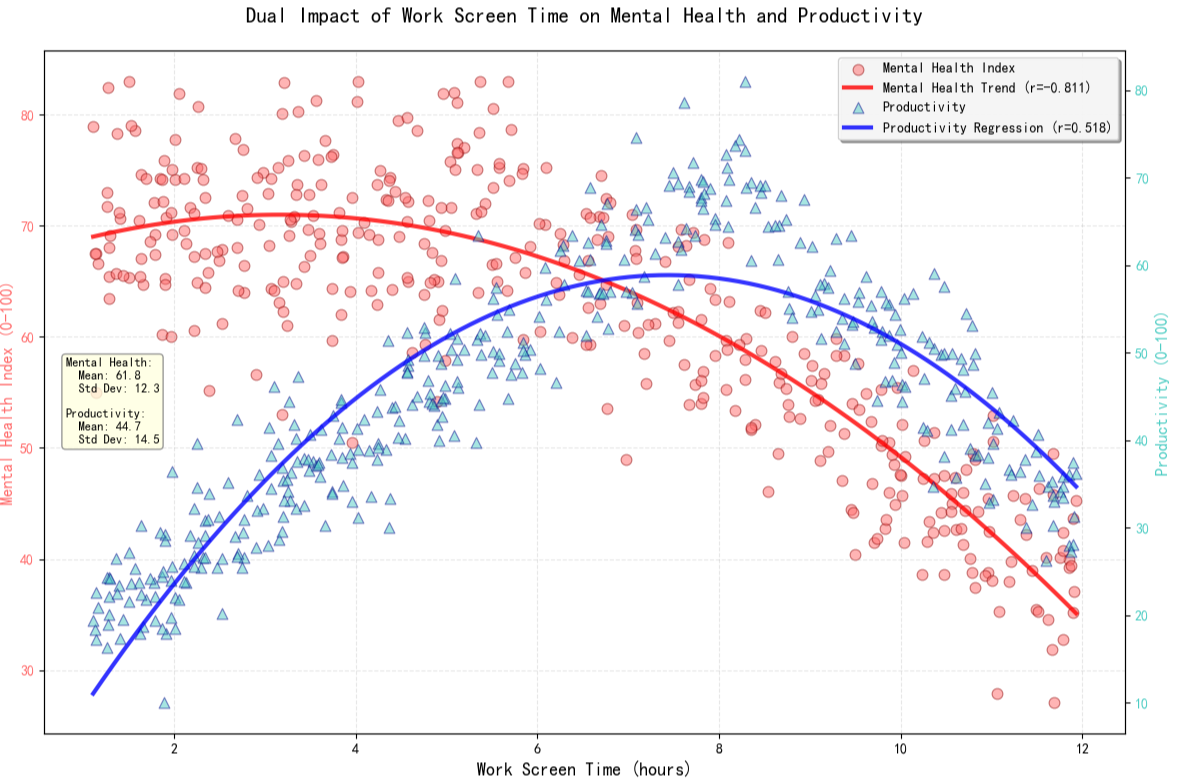 Dual Impact of Work Screen Time on Mental Health and Productivity
Mental Health Index
Mental Health Trend (r=-0.811)
Productivity
Productivity Regression (r=0.518)
80
70
60
50
40
30
Mental Health Index (0-100)
Mental Health:
Mean: 61.8
Std Dev: 12.3
Productivity:
Mean: 44.7
Std Dev: 14.5
80
70
60
50
40
30
20
10
Productivity (0-100)
2
4
6
8
10
12
Work Screen Time (hours)